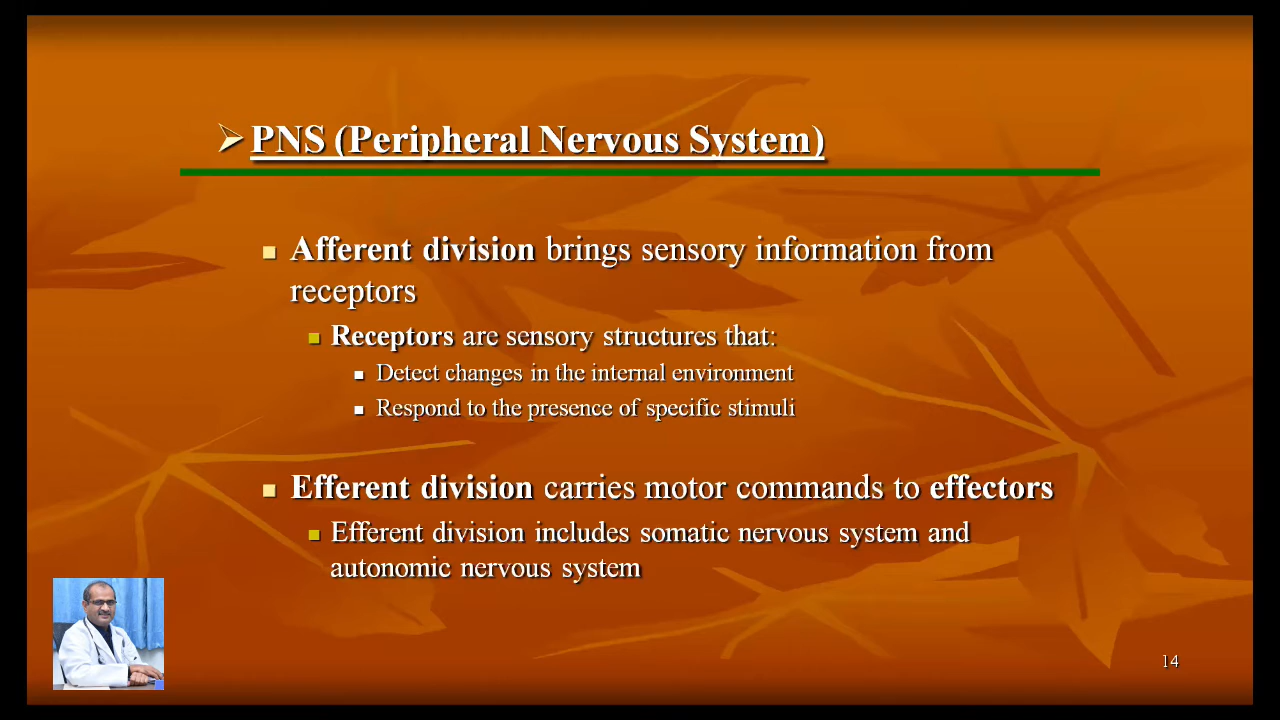 PNS (Peripheral Nervous System)
Afferent division brings sensory information from
receptors
Receptors are sensory structures that:
Detect changes in the internal environment
Respond to the presence of specific stimuli
Efferent division carries motor commands to effectors
Efferent division includes somatic nervous system and
autonomic nervous system
14